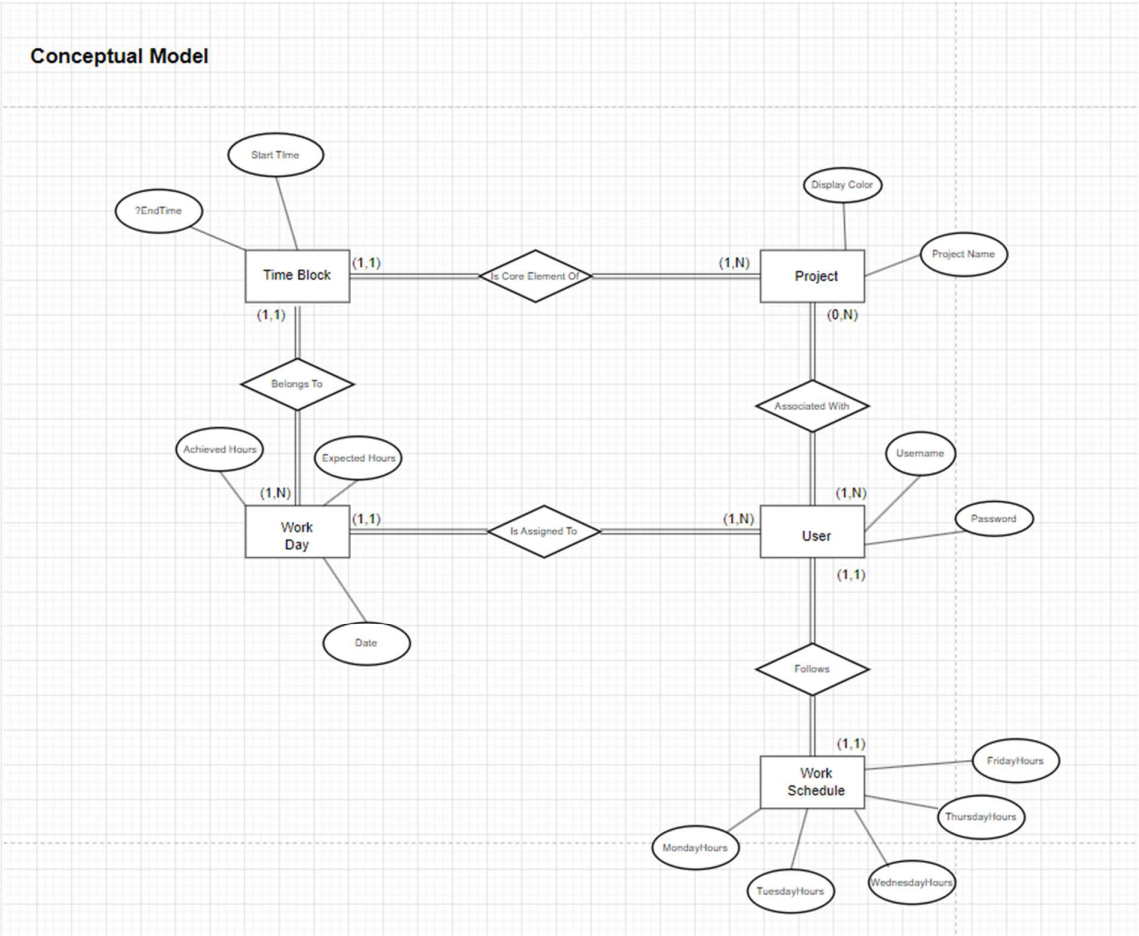 Conceptual Model
Start TIme
?EndTime
Display Color
Project Name
Time Block
(1,1)
Is Core Element Of
(1,N)
Project
(1,1)
(0,N)
Belongs To
Associated With
Achieved Hours
Expected Hours
Username
(1,N)
(1,N)
Work
Day
(1,1)
Is Assigned To
(1,N)
User
Password
(1,1)
Date
Follows
(1,1)
Work
Schedule
FridayHours
ThursdayHours
MondayHours
TuesdayHours
WednesdayHours